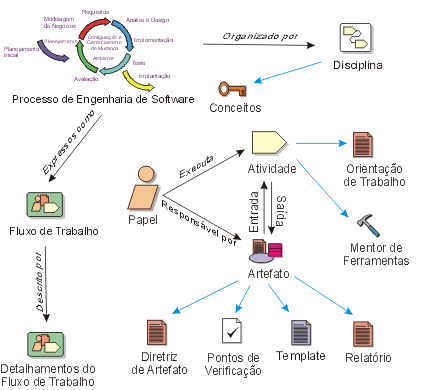 Requisitos
Modelagem
de Negócios
Análise e Design
Organizado por
Configuração e
Gerenciamento
de Mudança
Planejamento
Implementação
Planejamento
Inicial
Ambiente
Teste
Disciplina
Avaliação
Implantação
Processo de Engenharia de Software
Conceitos
Expressos como
Executa
Atividade
Orientação
de Trabalho
Papel
Responsável por
Entrada
Saída
Fluxo de Trabalho
Mentor de
Ferramentas
Artefato
Descrito por
Diretriz
de Artefato
Pontos de
Verificação
Template
Relatório
Detalhamentos do
Fluxo de Trabalho